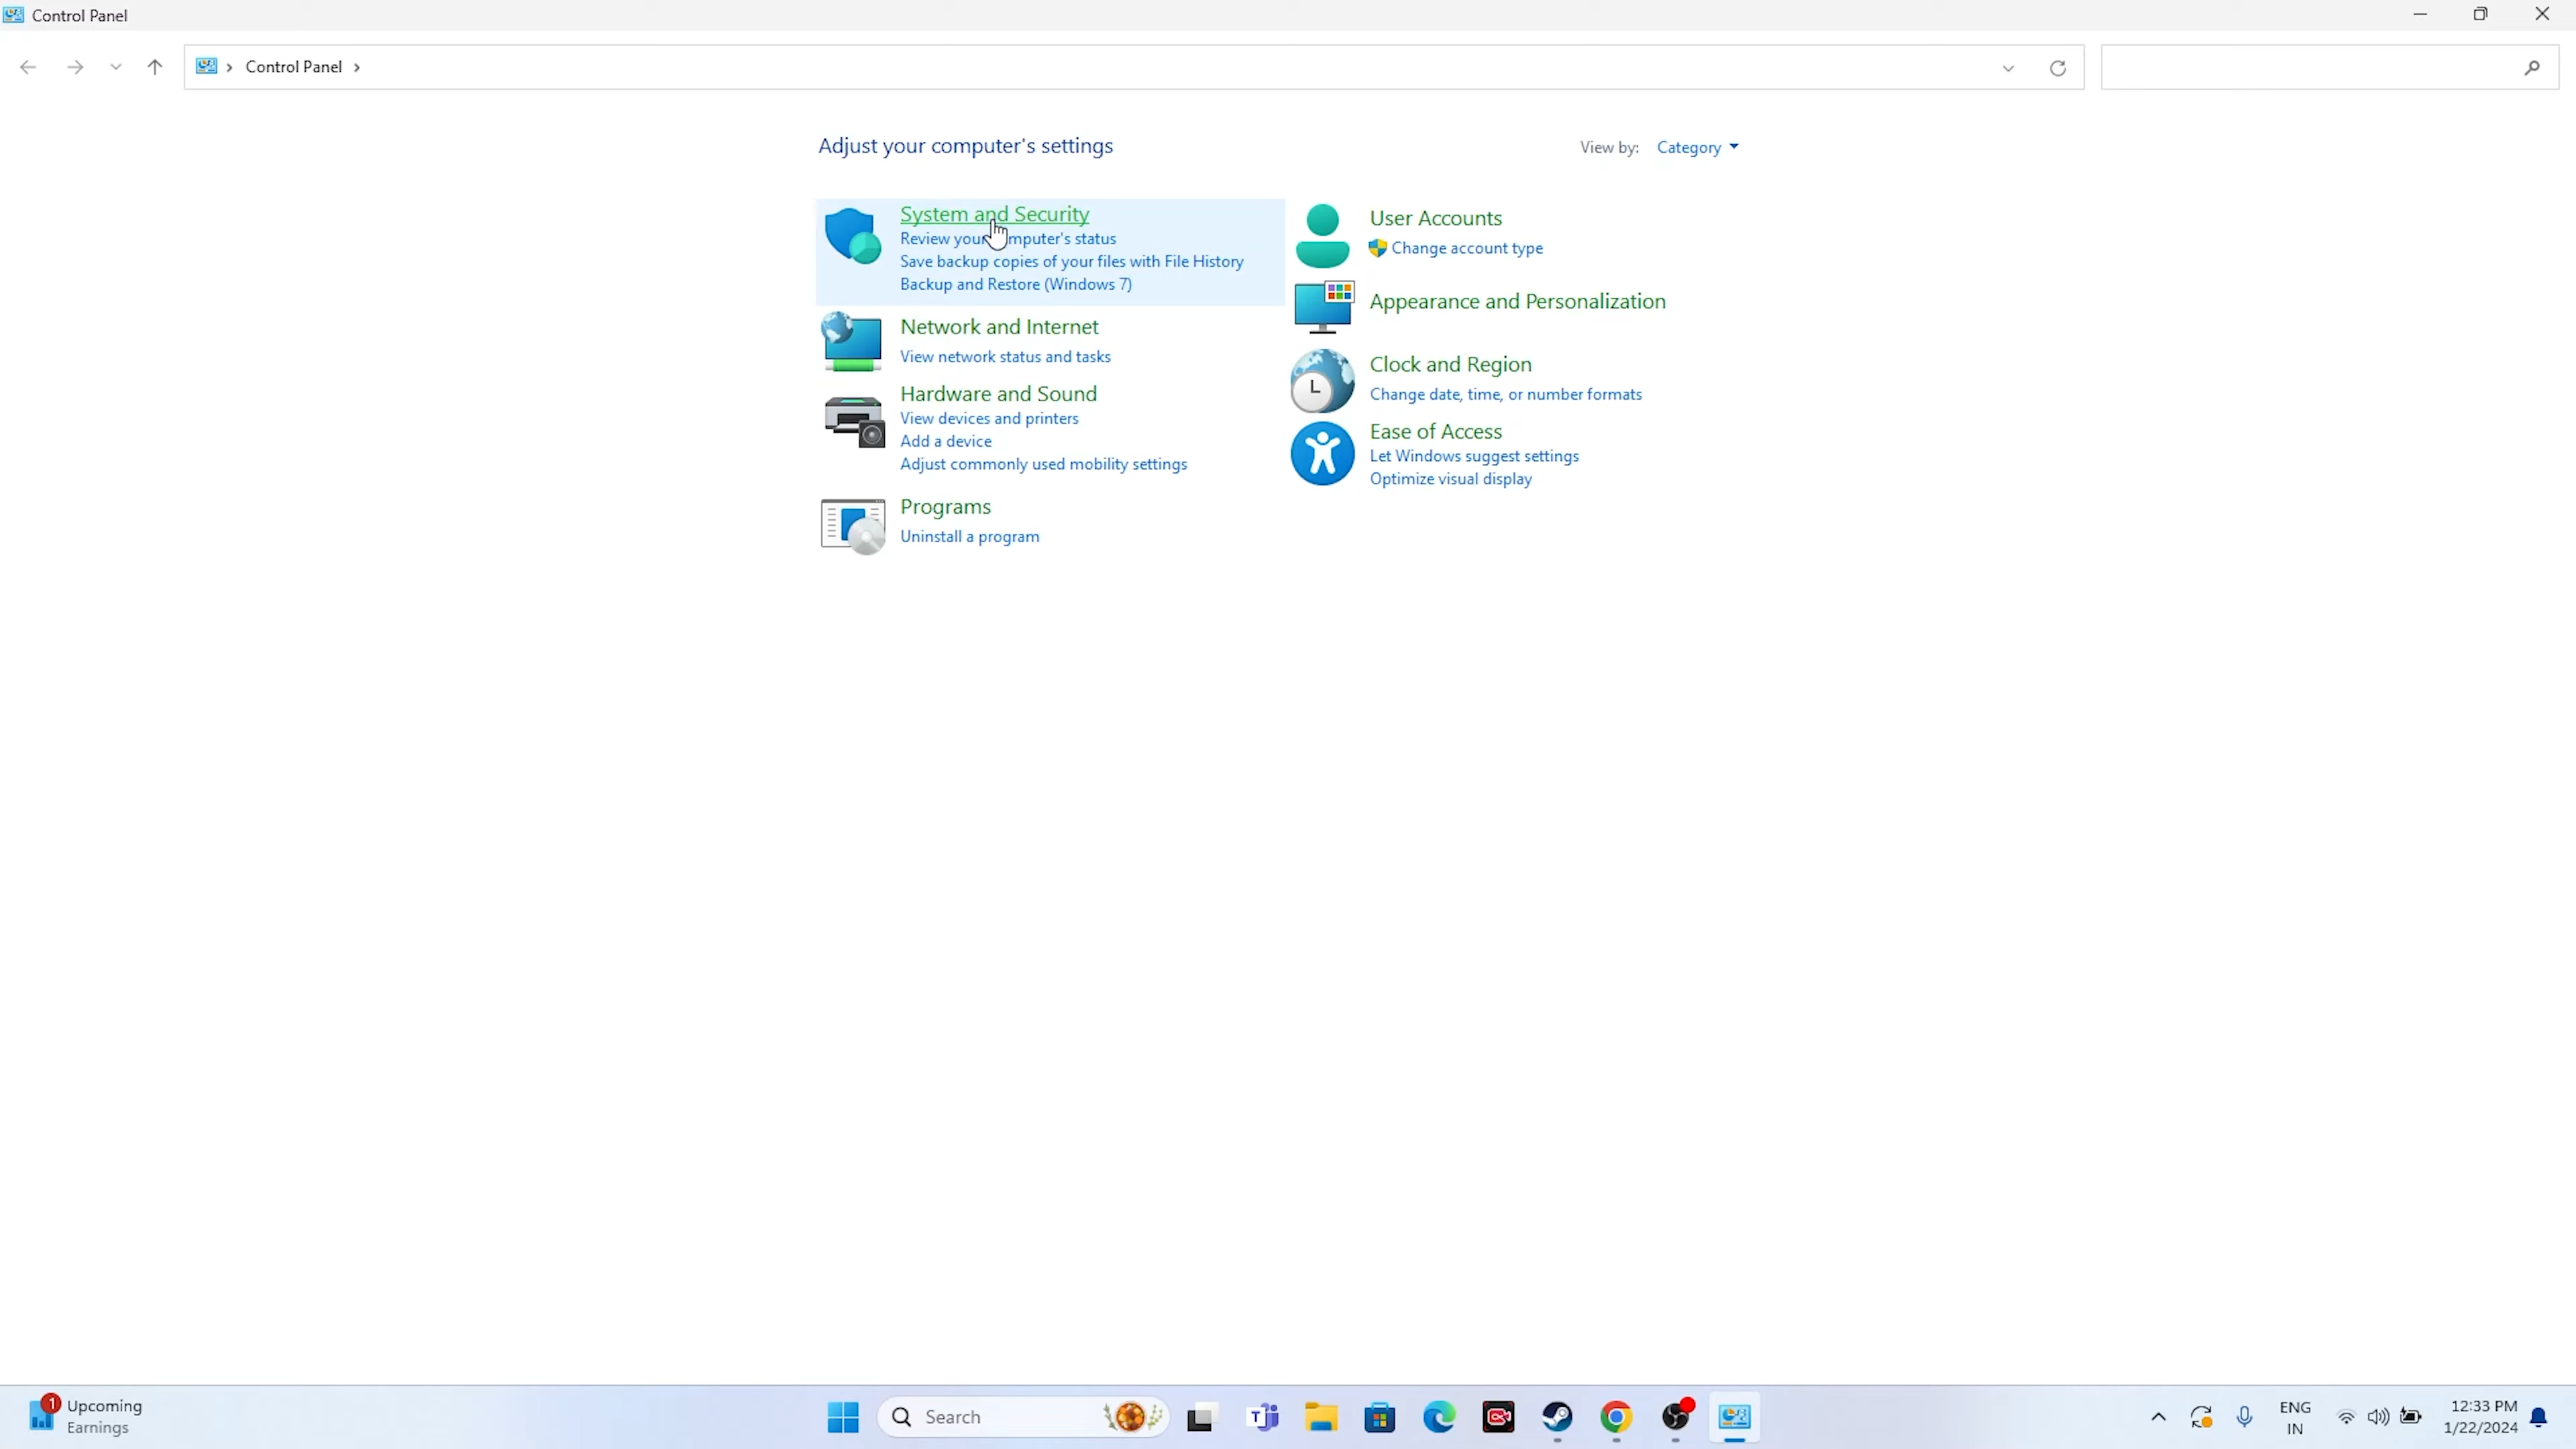 Control Panel
Control Panel
Adjust your computer's settings
View by: Category
System and Security
Review your mputer's status
Save backup copies of your files with File History
Backup and Restore (Windows 7)
Network and Internet
View network status and tasks
Hardware and Sound
View devices and printers
Add a device
Adjust commonly used mobility settings
Programs
Uninstall a program
User Accounts
Change account type
Appearance and Personalization
Clock and Region
Change date, time, or number formats
Ease of Access
Let Windows suggest settings
Optimize visual display
1
Upcoming
Earnings
Search
ENG
IN
12:33 PM
1/22/2024